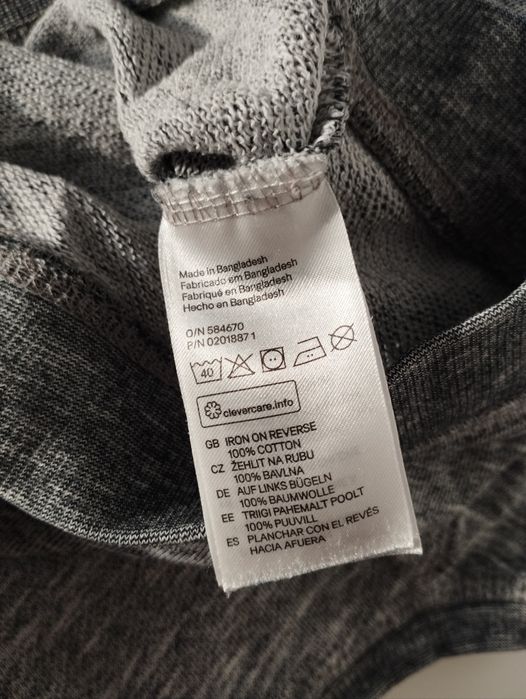 Made in Bangladesh
Fabricado em Bangladesh
Fabriqué en Bangladesh
Hecho en Bangladesh
O/N 584670
P/N 02018871
40
clevercare.info
GB IRON ON REVERSE
100% COTTON
CZ ŽEHLIT NA RUBU
100% BAVLNA
DE AUF LINKS BÜGELN
100% BAUMWOLLE
EE TRIIGI PAHEMALT POOLT
100% PUUVILL
ES PLANCHAR CON EL REVÉS
HACIA AFUERA